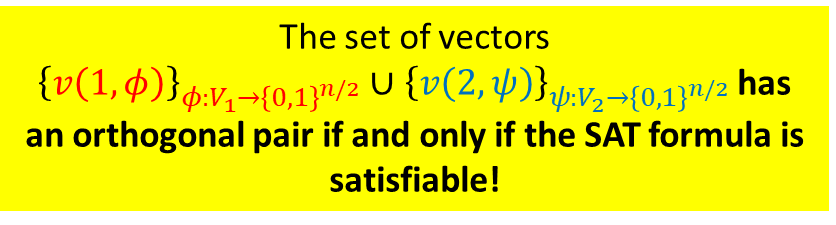 The set of vectors
{v(1, ϕ)}_{ϕ:V₁→{0,1}^{n/2}} ∪ {v(2, ψ)}_{ψ:V₂→{0,1}^{n/2}} has
an orthogonal pair if and only if the SAT formula is
satisfiable!